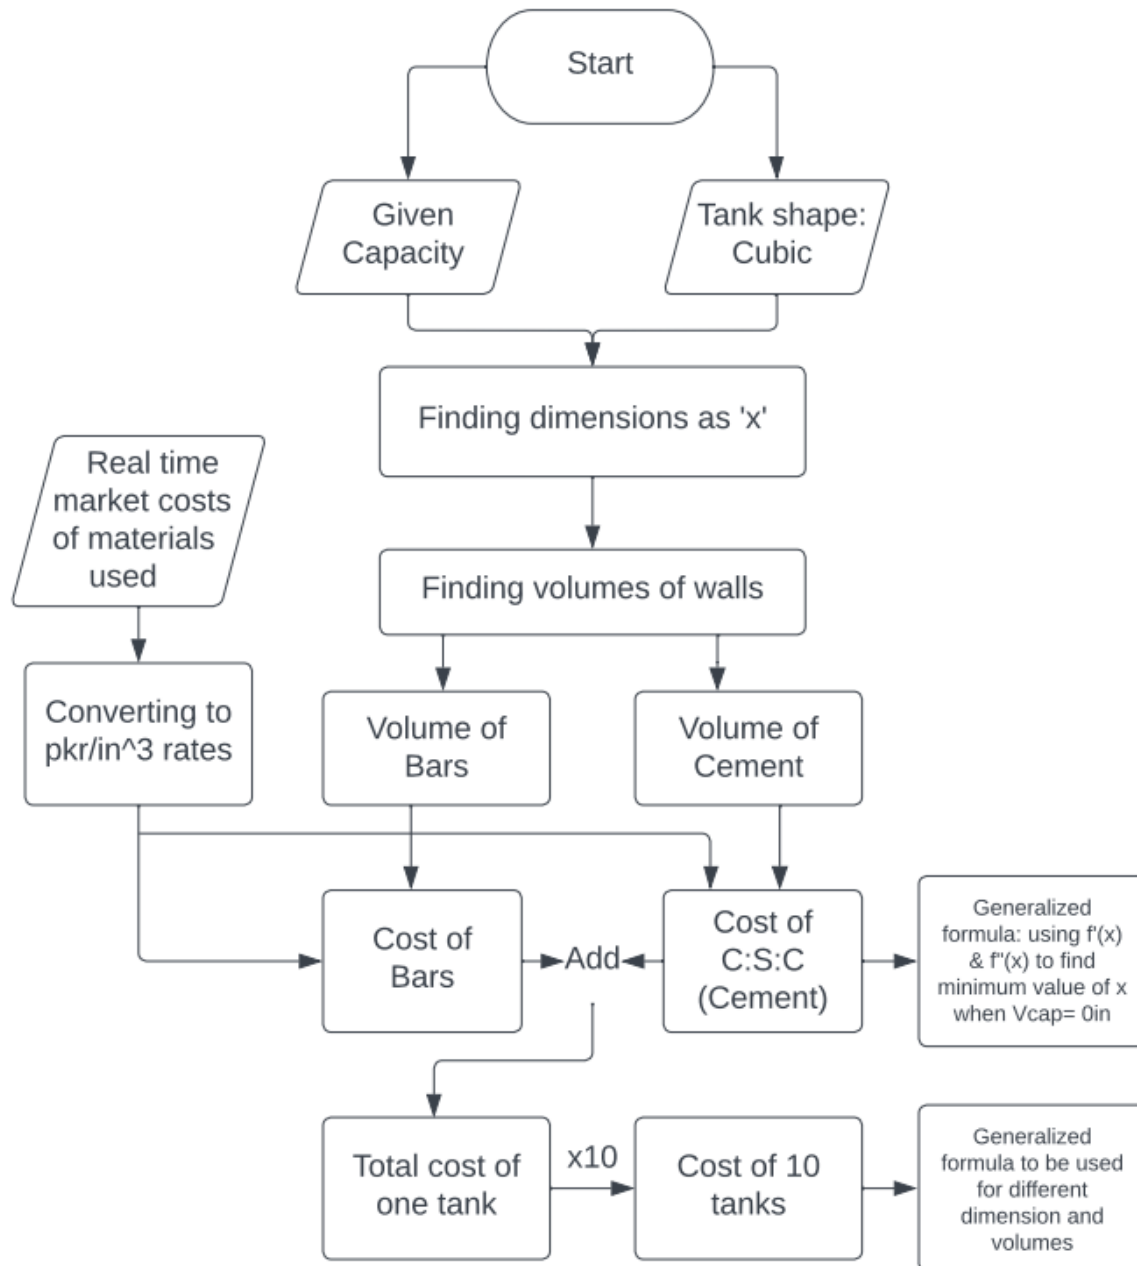 Start
Given
Capacity
Tank shape:
Cubic
Finding dimensions as 'x'
Real time
market costs
of materials
used
Finding volumes of walls
Converting to
pkr/in^3 rates
Volume of
Bars
Volume of
Cement
Cost of
Bars
Add
Cost of
C:S:C
(Cement)
Generalized
formula: using f'(x)
& f"(x) to find
minimum value of x
when Vcap= 0in
Total cost of
one tank
x10
Cost of 10
tanks
Generalized
formula to be used
for different
dimension and
volumes